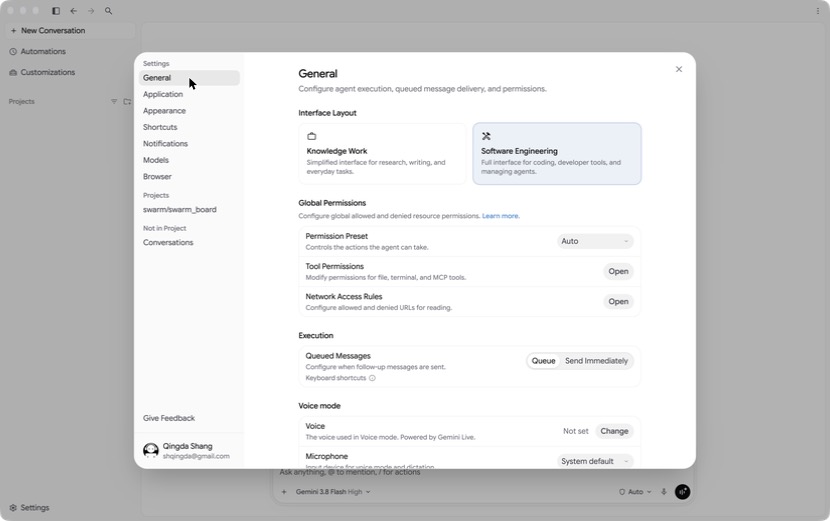 New Conversation
Automations
Customizations
Projects
Settings
Settings
General
Application
Appearance
Shortcuts
Notifications
Models
Browser
Projects
swarm/swarm_board
Not in Project
Conversations
Give Feedback
Qingda Shang
shqingda@gmail.com
General
Configure agent execution, queued message delivery, and permissions.
Interface Layout
Knowledge Work
Simplified interface for research, writing, and
everyday tasks.
Software Engineering
Full interface for coding, developer tools, and
managing agents.
Global Permissions
Configure global allowed and denied resource permissions. Learn more.
Permission Preset
Controls the actions the agent can take.
Auto
Tool Permissions
Modify permissions for file, terminal, and MCP tools.
Open
Network Access Rules
Configure allowed and denied URLs for reading.
Open
Execution
Queued Messages
Configure when follow-up messages are sent.
Keyboard shortcuts
Queue
Send Immediately
Voice mode
Voice
The voice used in Voice mode. Powered by Gemini Live.
Not set
Change
Microphone
Input device for voice mode and dictation
System default
Ask anything, @ to mention, / for actions
Gemini 3.8 Flash High
Auto